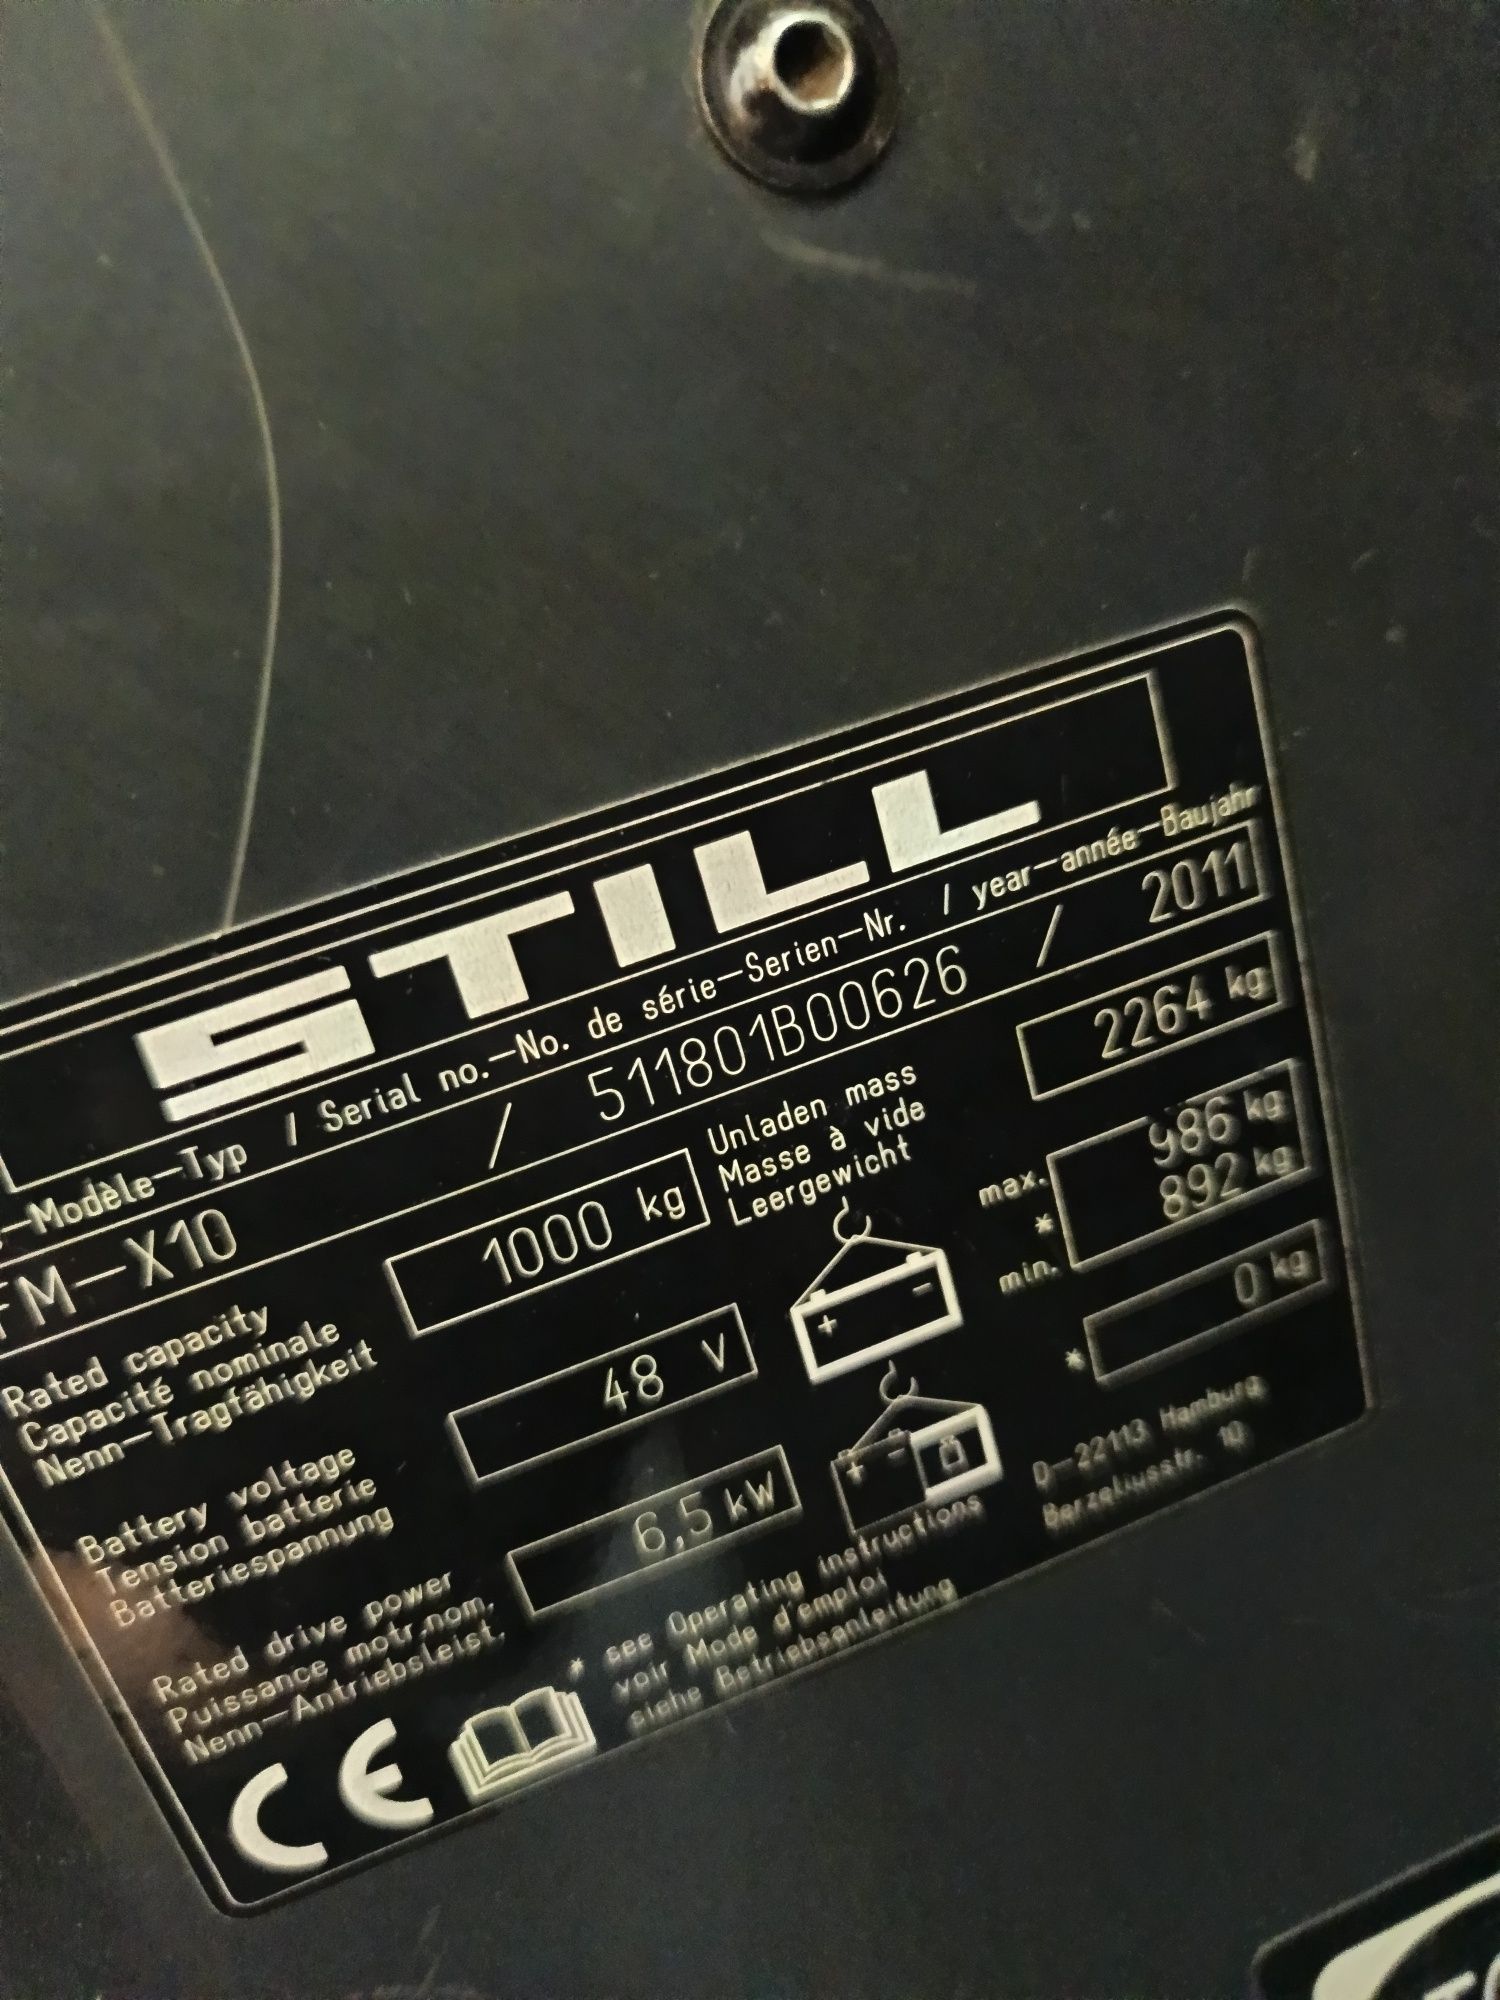 STILL
-Modèle-Typ / Serial no.-No. de série-Serien-Nr. / year-année-Baujahr
FM-X10 / 511801B00626 / 2011
Rated capacity
Capacité nominale
Nenn-Tragfähigkeit
1000 kg
Unladen mass
Masse à vide
Leergewicht
2264 kg
Battery voltage
Tension batterie
Batteriespannung
48 V
+ -
max. 986 kg
*
min. 892 kg
Rated drive power
Puissance motr.nom.
Nenn-Antriebsleist.
6,5 kW
+ -
* 0 kg
CE
* see Operating instructions
voir Mode d'emploi
siehe Betriebsanleitung
D-22113 Hamburg
Berzeliusstr. 10